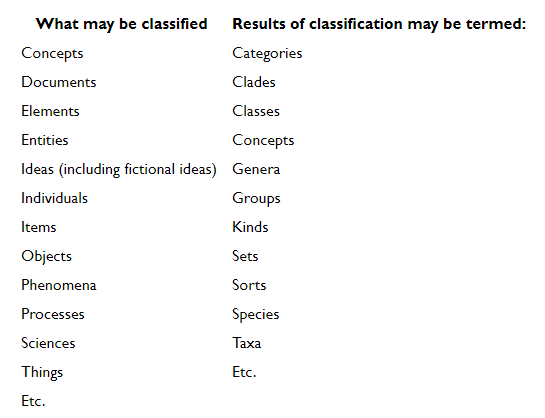 What may be classified Results of classification may be termed:
Concepts Categories
Documents Clades
Elements Classes
Entities Concepts
Ideas (including fictional ideas) Genera
Individuals Groups
Items Kinds
Objects Sets
Phenomena Sorts
Processes Species
Sciences Taxa
Things Etc.
Etc.